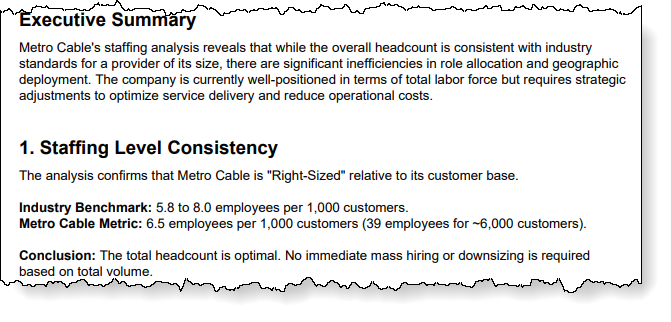 Executive Summary
Metro Cable's staffing analysis reveals that while the overall headcount is consistent with industry
standards for a provider of its size, there are significant inefficiencies in role allocation and geographic
deployment. The company is currently well-positioned in terms of total labor force but requires strategic
adjustments to optimize service delivery and reduce operational costs.
1. Staffing Level Consistency
The analysis confirms that Metro Cable is "Right-Sized" relative to its customer base.
Industry Benchmark: 5.8 to 8.0 employees per 1,000 customers.
Metro Cable Metric: 6.5 employees per 1,000 customers (39 employees for ~6,000 customers).
Conclusion: The total headcount is optimal. No immediate mass hiring or downsizing is required
based on total volume.